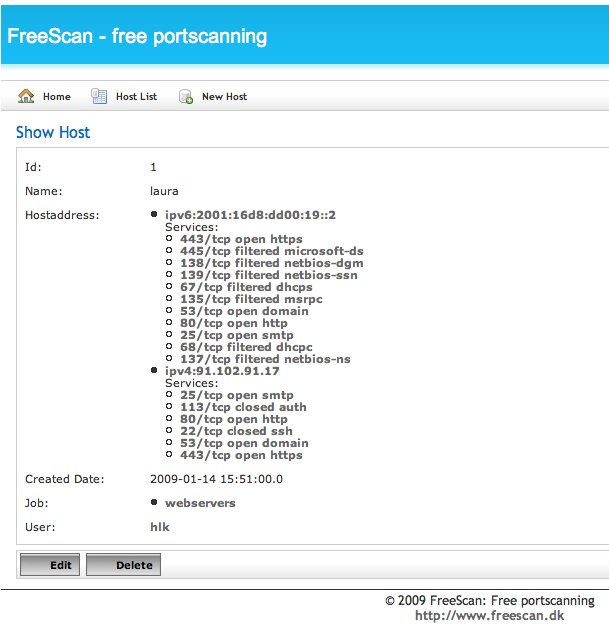 FreeScan - free portscanning
Home Host List New Host
Show Host
Id: 1
Name: laura
Hostaddress: ipv6:2001:16d8:dd00:19::2
Services:
443/tcp open https
445/tcp filtered microsoft-ds
138/tcp filtered netbios-dgm
139/tcp filtered netbios-ssn
67/tcp filtered dhcps
135/tcp filtered msrpc
53/tcp open domain
80/tcp open http
25/tcp open smtp
68/tcp filtered dhcpc
137/tcp filtered netbios-ns
ipv4:91.102.91.17
Services:
25/tcp open smtp
113/tcp closed auth
80/tcp open http
22/tcp closed ssh
53/tcp open domain
443/tcp open https
Created Date: 2009-01-14 15:51:00.0
Job: webservers
User: hlk
Edit Delete
© 2009 FreeScan: Free portscanning
http://www.freescan.dk